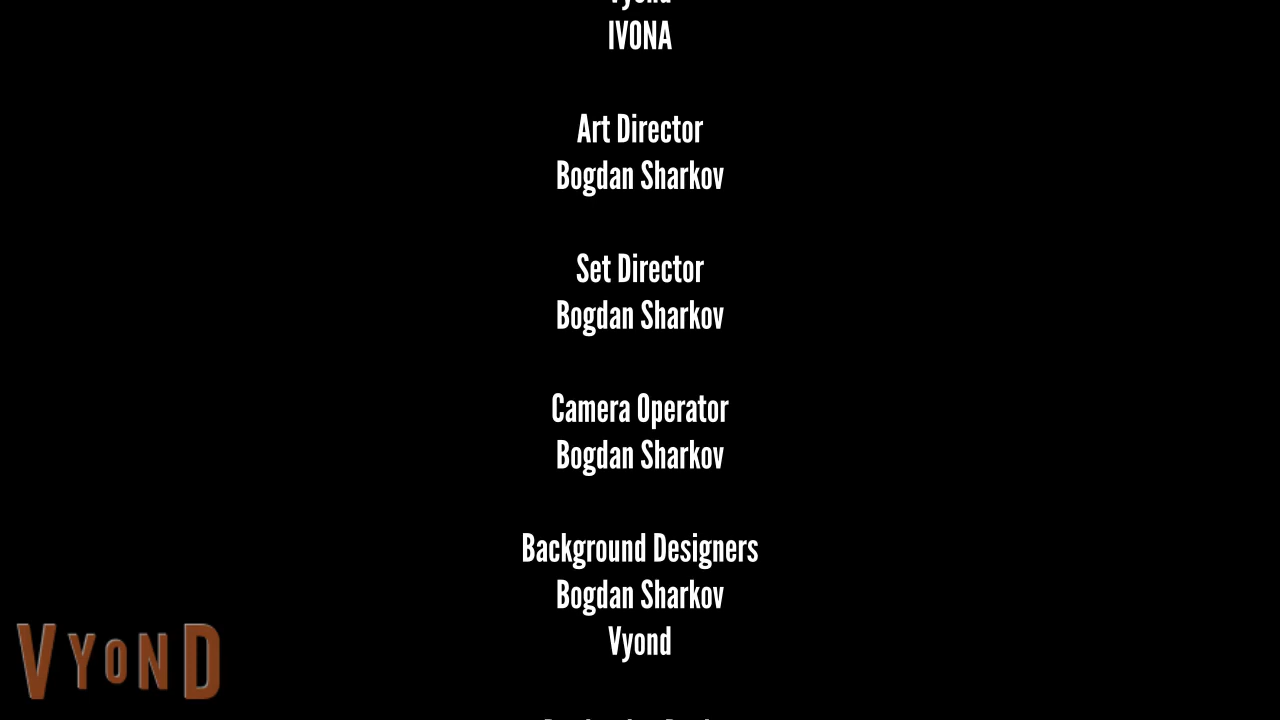 Vyond
IVONA
Art Director
Bogdan Sharkov
Set Director
Bogdan Sharkov
Camera Operator
Bogdan Sharkov
Background Designers
Bogdan Sharkov
Vyond
VYOND